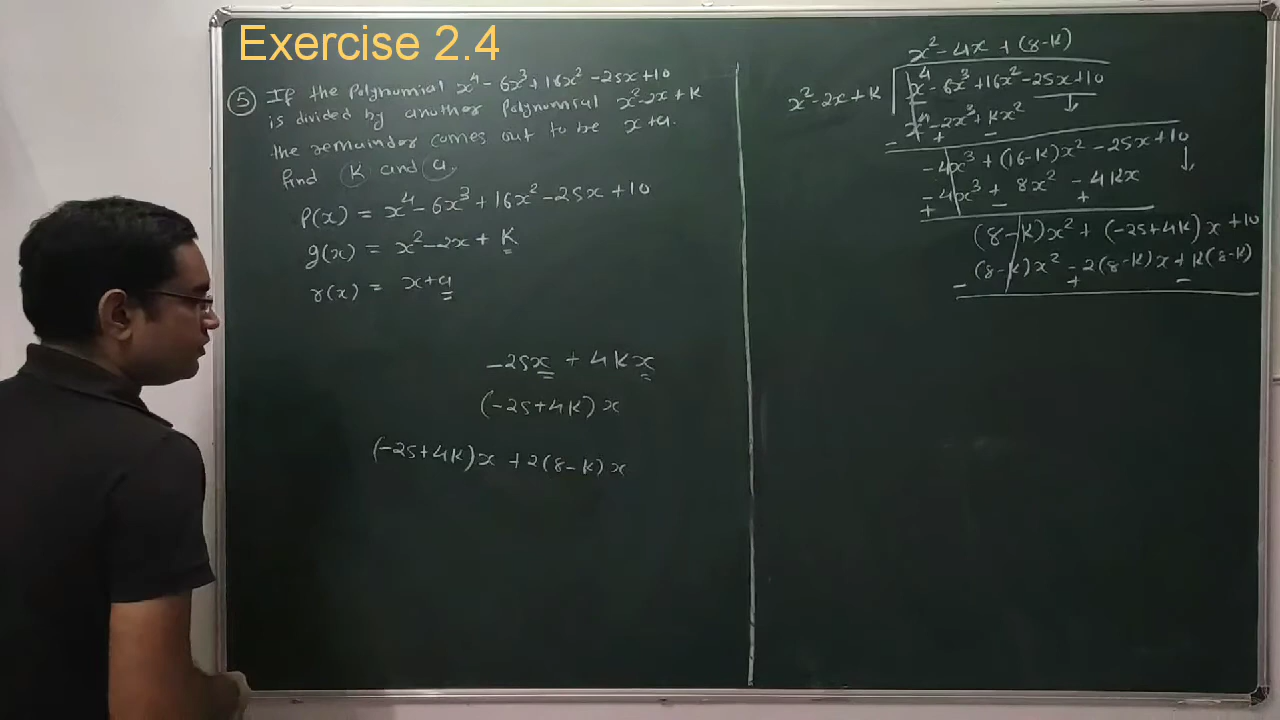 Exercise 2.4
⑤ If the Polynomial x⁴ - 6x³ + 16x² - 25x + 10
is divided by another Polynomial x² - 2x + K
the remainder comes out to be x + a.
find K and a.
P(x) = x⁴ - 6x³ + 16x² - 25x + 10
g(x) = x² - 2x + K
r(x) = x + a
- 25x + 4Kx
(-25 + 4K) x
(-25 + 4K) x + 2(8 - K) x
x² - 4x + (8 - K)
x² - 2x + K
x⁴ - 6x³ + 16x² - 25x + 10
x⁴ - 2x³ + Kx²
- + -
- 4x³ + (16 - K)x² - 25x + 10
- 4x³ + 8x² - 4Kx
+ - +
(8 - K)x² + (-25 + 4K)x + 10
(8 - K)x² - 2(8 - K)x + K(8 - K)
- + -